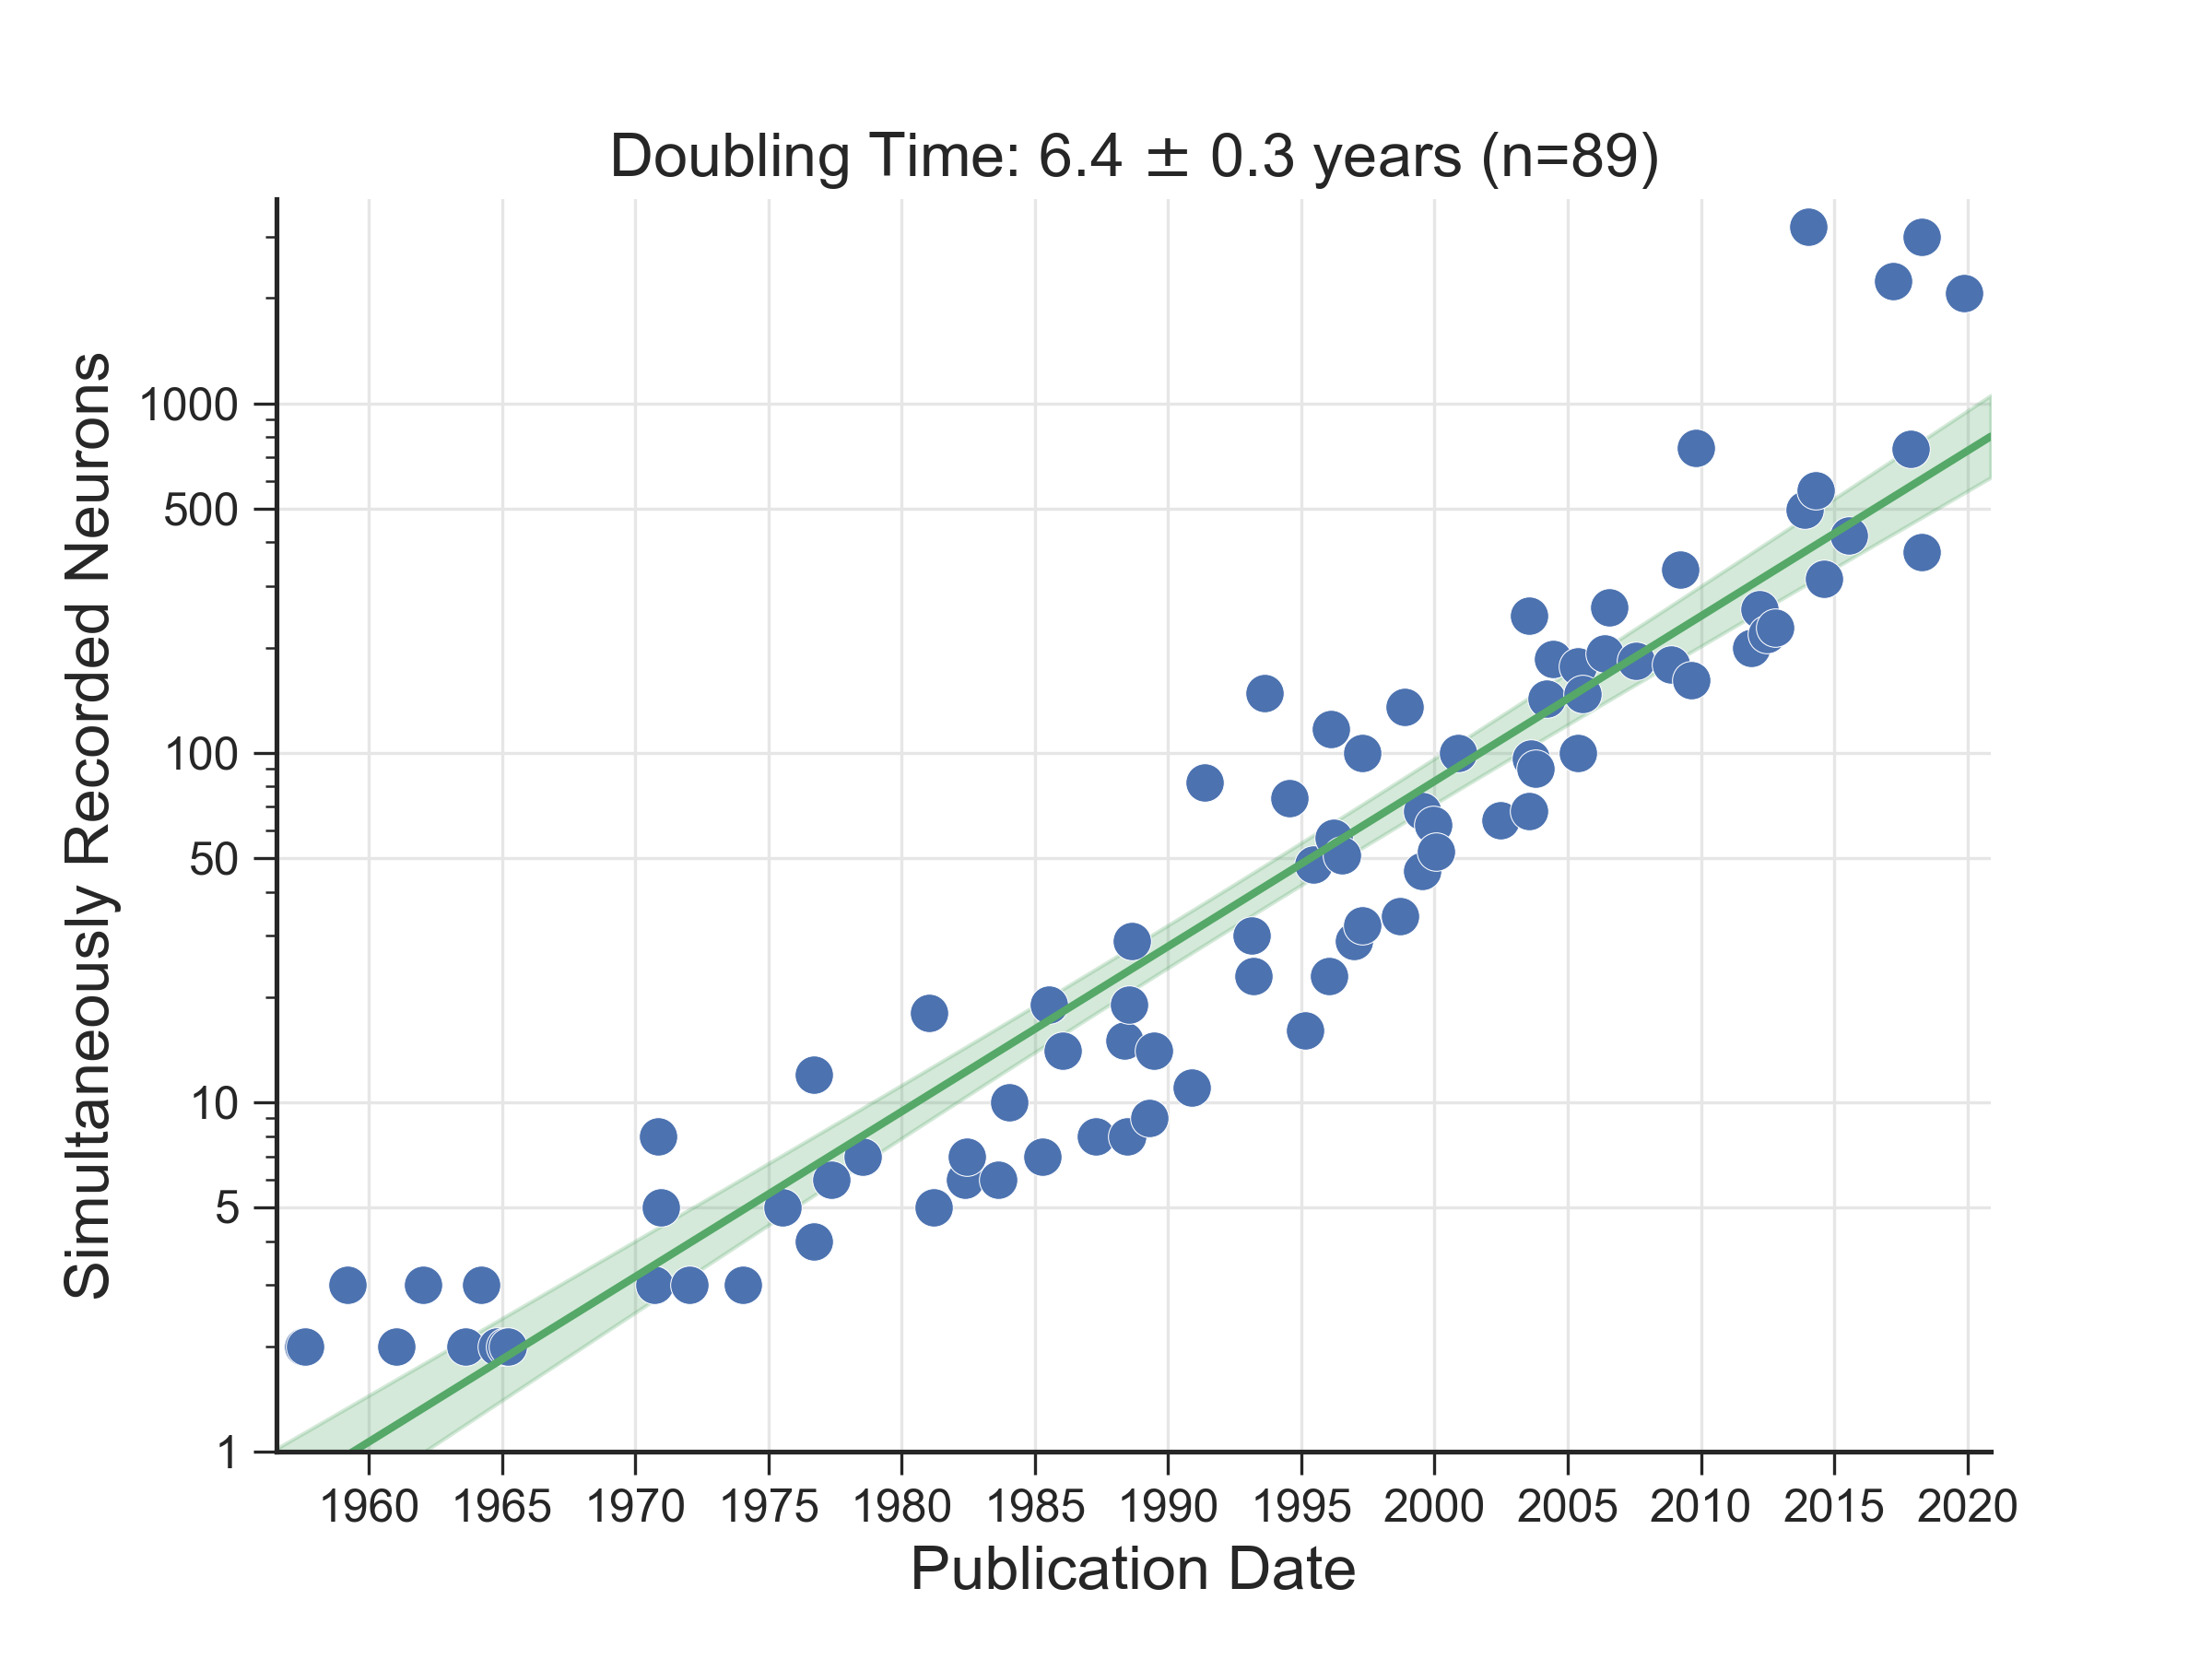 Doubling Time: 6.4 ± 0.3 years (n=89)
Simultaneously Recorded Neurons
1000
500
100
50
10
5
1
1960 1965 1970 1975 1980 1985 1990 1995 2000 2005 2010 2015 2020
Publication Date